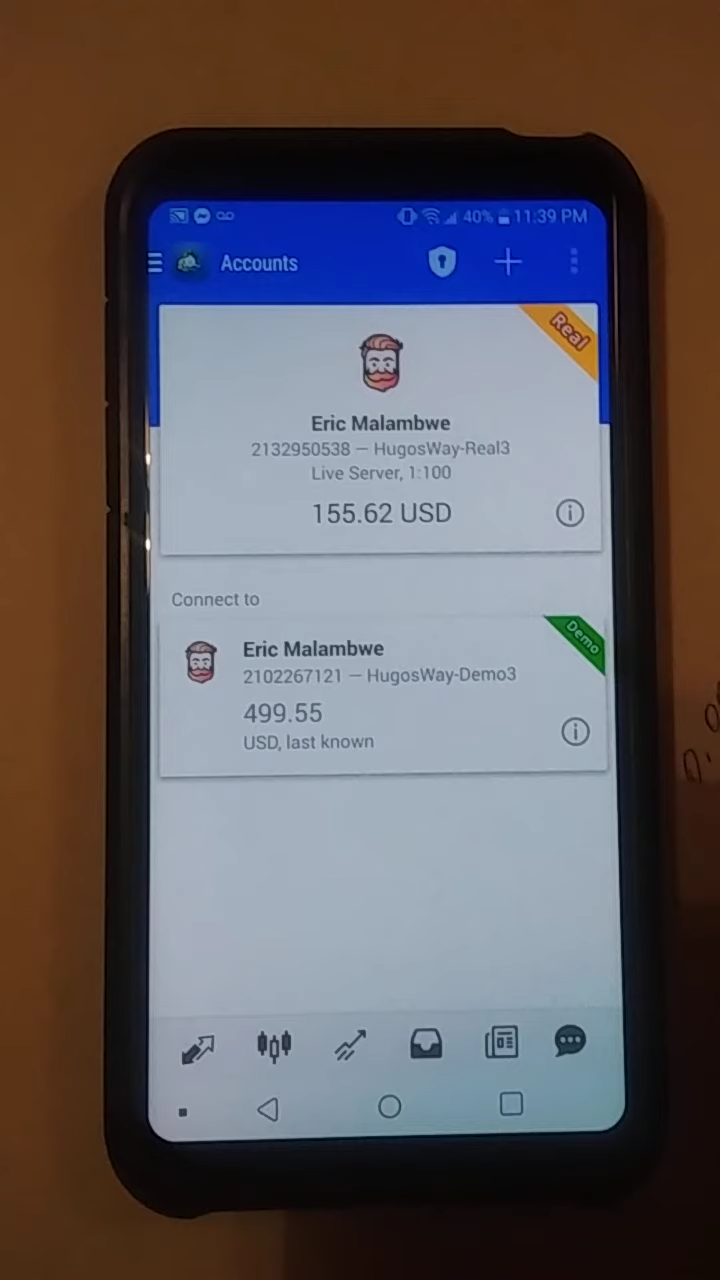 40% 11:39 PM
Accounts
Real
Eric Malambwe
2132950538 — HugosWay-Real3
Live Server, 1:100
155.62 USD
Connect to
Demo
Eric Malambwe
2102267121 — HugosWay-Demo3
499.55
USD, last known